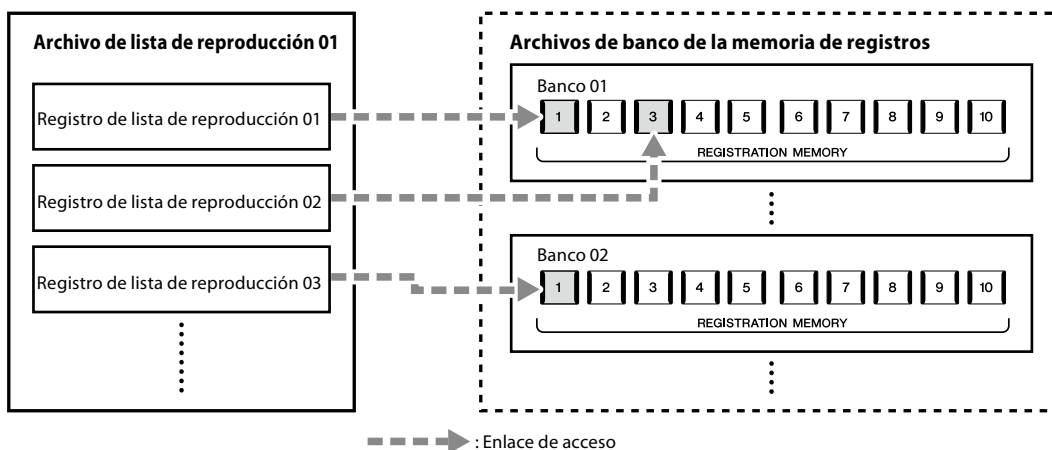 Archivo de lista de reproducción 01
Registro de lista de reproducción 01
Registro de lista de reproducción 02
Registro de lista de reproducción 03
Archivos de banco de la memoria de registros
Banco 01
1 2 3 4 5 6 7 8 9 10
REGISTRATION MEMORY
Banco 02
1 2 3 4 5 6 7 8 9 10
REGISTRATION MEMORY
: Enlace de acceso